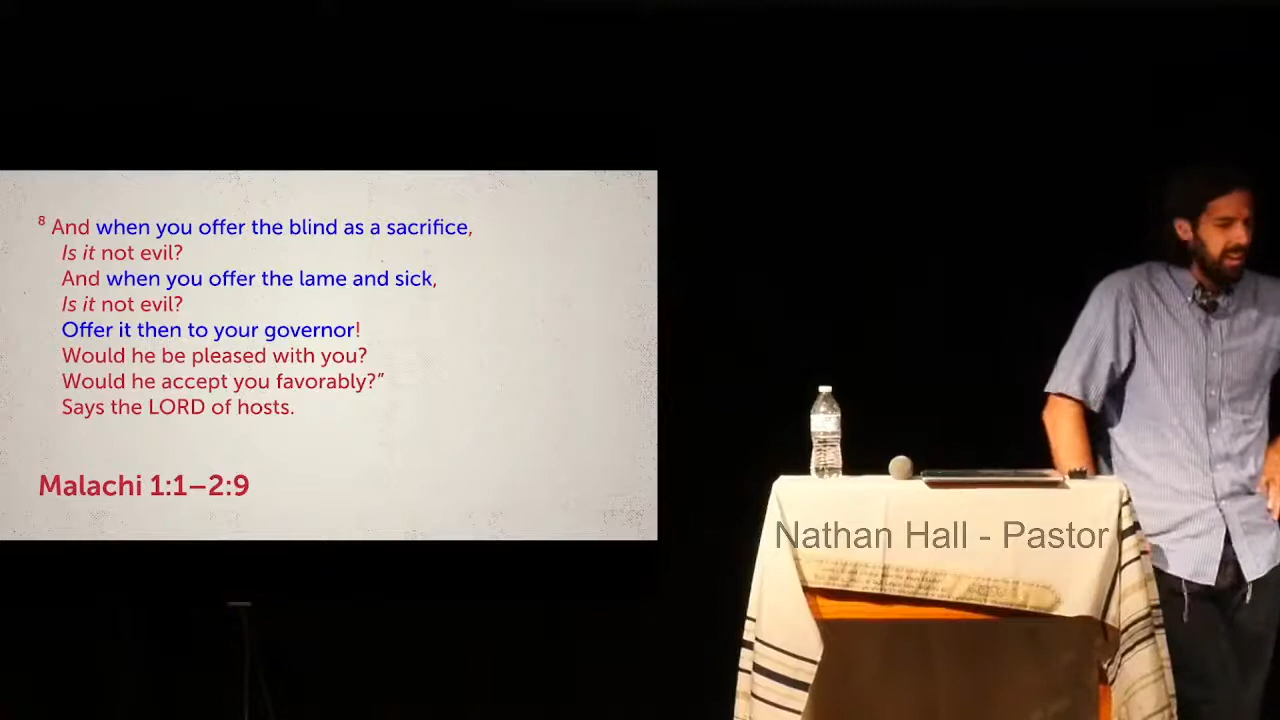 8 And when you offer the blind as a sacrifice,
Is it not evil?
And when you offer the lame and sick,
Is it not evil?
Offer it then to your governor!
Would he be pleased with you?
Would he accept you favorably?”
Says the LORD of hosts.
Malachi 1:1–2:9
Nathan Hall - Pastor